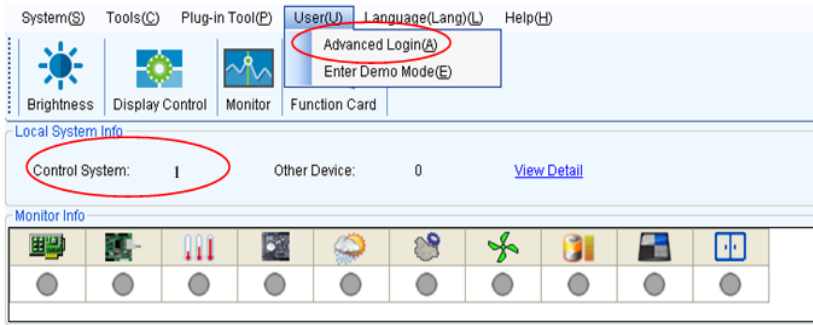 System(S) Tools(C) Plug-in Tool(P) User(U) Language(Lang)(L) Help(H)
Advanced Login(A)
Enter Demo Mode(E)
Brightness Display Control Monitor Function Card
Local System Info
Control System: 1 Other Device: 0 View Detail
Monitor Info